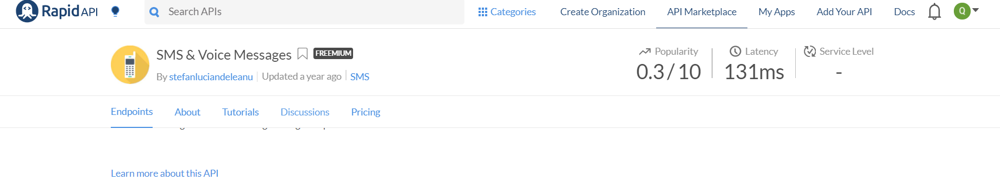 RapidAPI
Search APIs
Categories
Create Organization
API Marketplace
My Apps
Add Your API
Docs
Q
SMS & Voice Messages FREEMIUM
By stefanluciandeleanu Updated a year ago SMS
Popularity
0.3 / 10
Latency
131ms
Service Level
-
Endpoints
About
Tutorials
Discussions
Pricing
Learn more about this API